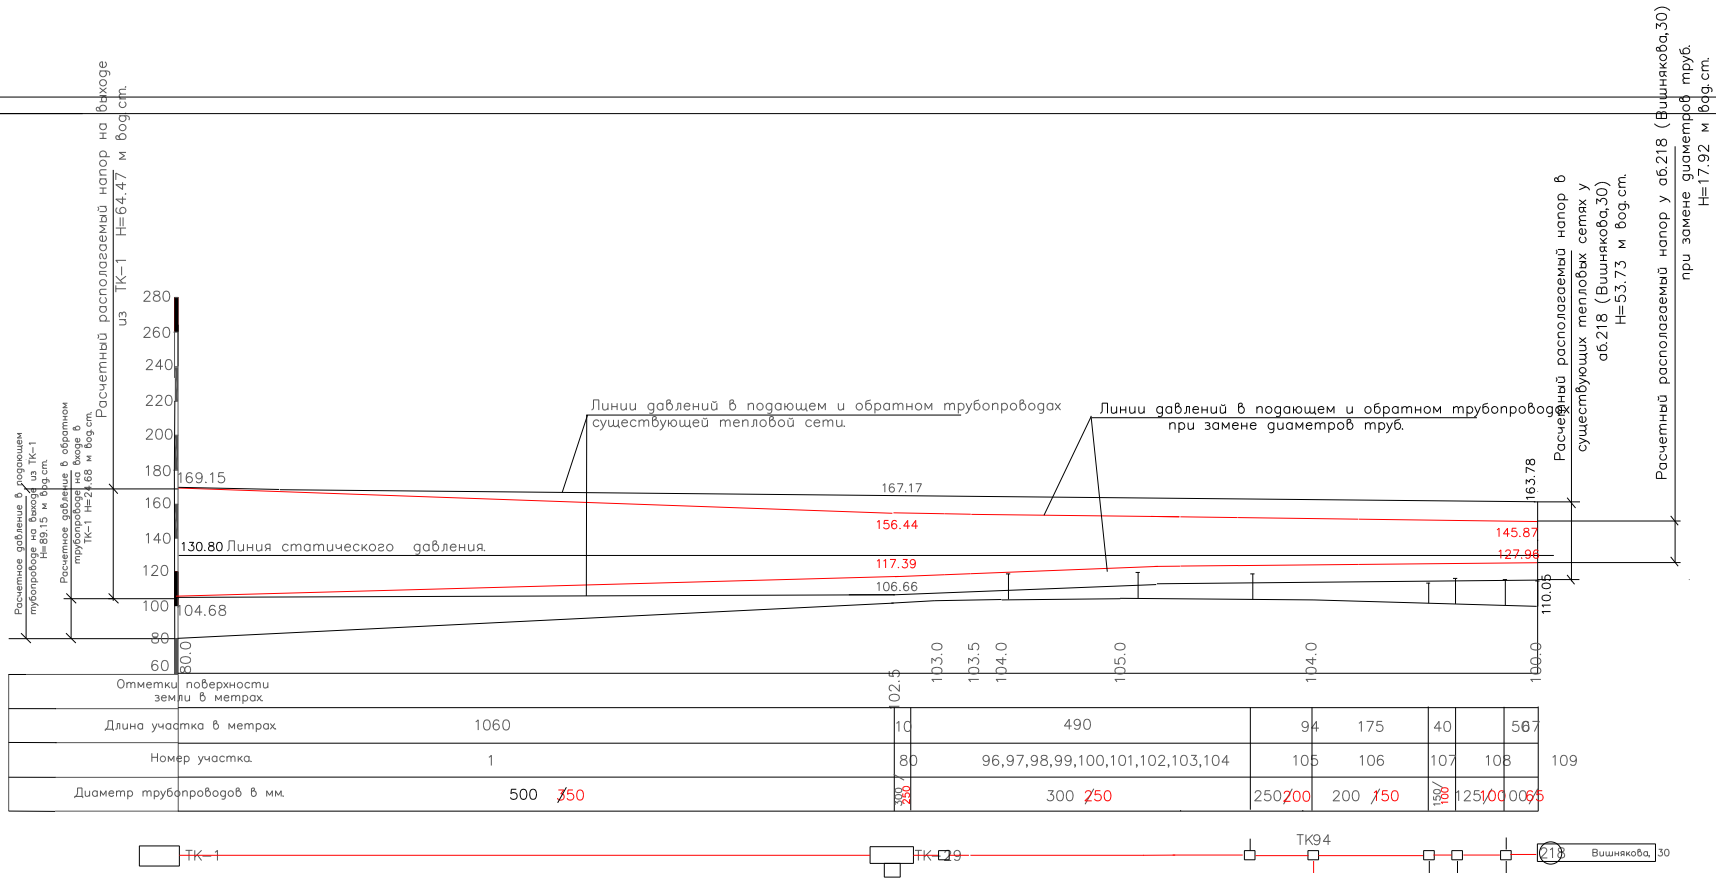 Расчетный располагаемый напор на выходе
из ТК-1 Н=64.47 м вод.ст.
Расчетное давление в подающем
тубопроводе на выходе из ТК-1
Н=89.15 м вод.ст.
Расчетное давление в обратном
трубопроводе на входе в
ТК-1 Н=24.68 м вод.ст.
280
260
240
220
200
180
160
140
120
100
80
60
169.15
130.80 Линия статического давления.
104.68
Линии давлений в подающем и обратном трубопроводах
существующей тепловой сети.
Линии давлений в подающем и обратном трубопроводах
при замене диаметров труб.
167.17
156.44
117.39
106.66
163.78
145.87
127.96
110.05
Расчетный располагаемый напор в
существующих тепловых сетях у
аб.218 (Вишнякова,30)
Н=53.73 м вод.ст.
Расчетный располагаемый напор у аб.218 (Вишнякова,30)
при замене диаметров труб.
Н=17.92 м вод.ст.
Отметки поверхности
земли в метрах
80.0 102.5 103.0 103.5 104.0 105.0 104.0 100.0
Длина участка в метрах 1060 10 490 94 175 40 56 67
Номер участка 1 80 96,97,98,99,100,101,102,103,104 105 106 107 108 109
Диаметр трубопроводов в мм. 500 /350 300/250 300 /250 250/200 200 /150 150/100 125/100 100/65
ТК-1 ТК-29 ТК94 218 Вишнякова, 30